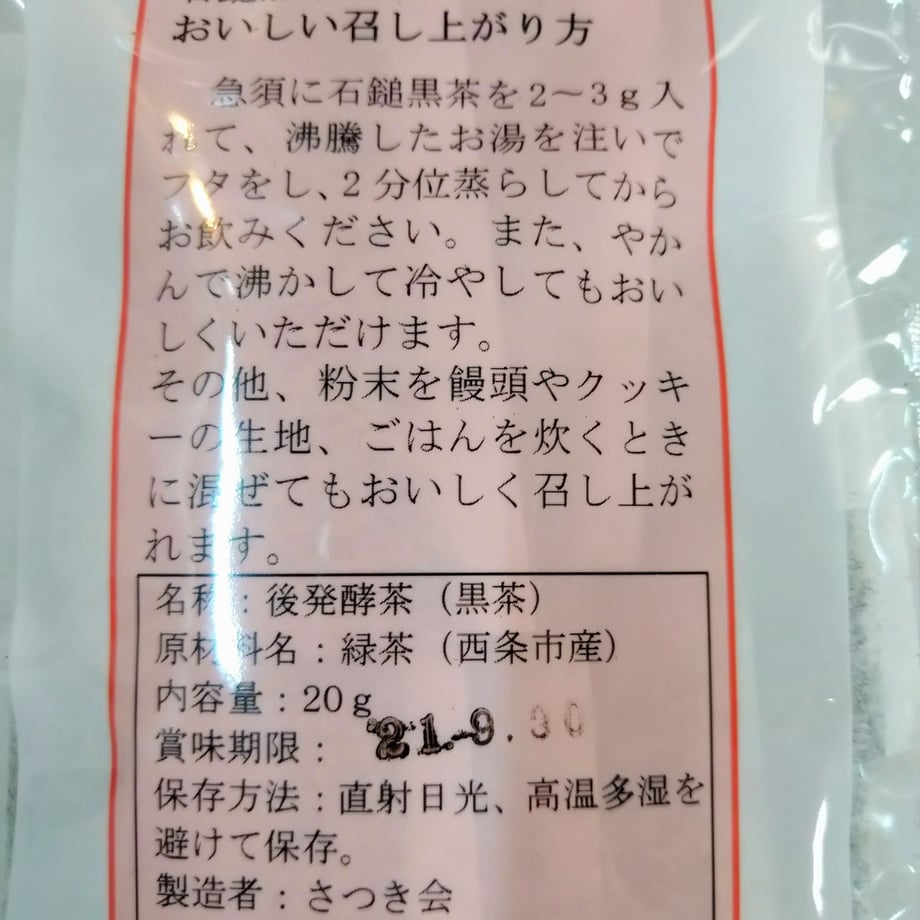 おいしい召し上がり方
急須に石鎚黒茶を2～3g入
れて、沸騰したお湯を注いで
フタをし、2分位蒸らしてから
お飲みください。また、やか
んで沸かして冷やしてもおい
しくいただけます。
その他、粉末を饅頭やクッキ
ーの生地、ごはんを炊くとき
に混ぜてもおいしく召し上が
れます。
名称：後発酵茶（黒茶）
原材料名：緑茶（西条市産）
内容量：20g
賞味期限： '21.-9.30
保存方法：直射日光、高温多湿を
避けて保存。
製造者：さつき会